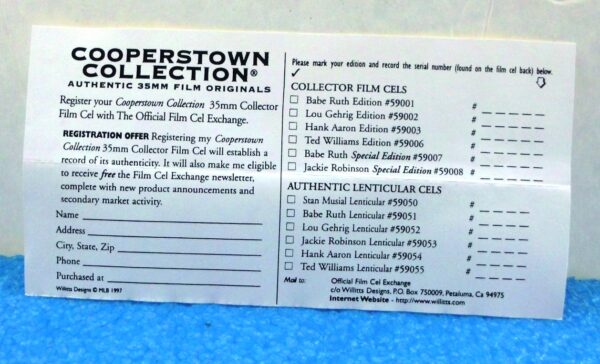 COOPERSTOWN
COLLECTION®
AUTHENTIC 35MM FILM ORIGINALS
Register your Cooperstown Collection 35mm Collector
Film Cel with The Official Film Cel Exchange.
REGISTRATION OFFER Registering my Cooperstown
Collection 35mm Collector Film Cel will establish a
record of its authenticity. It will also make me eligible
to receive free the Film Cel Exchange newsletter,
complete with new product announcements and
secondary market activity.
Name
Address
City, State, Zip
Phone
Purchased at
Willitts Designs © MLB 1997
Please mark your edition and record the serial number (found on the film cel back) below.
✓
COLLECTOR FILM CELS
Babe Ruth Edition #59001 #
Lou Gehrig Edition #59002 #
Hank Aaron Edition #59003 #
Ted Williams Edition #59006 #
Babe Ruth Special Edition #59007 #
Jackie Robinson Special Edition #59008 #
AUTHENTIC LENTICULAR CELS
Stan Musial Lenticular #59050 #
Babe Ruth Lenticular #59051 #
Lou Gehrig Lenticular #59052 #
Jackie Robinson Lenticular #59053 #
Hank Aaron Lenticular #59054 #
Ted Williams Lenticular #59055 #
Mail to: Official Film Cel Exchange
c/o Willitts Designs, P.O. Box 750009, Petaluma, Ca 94975
Internet Website - http://www.willitts.com